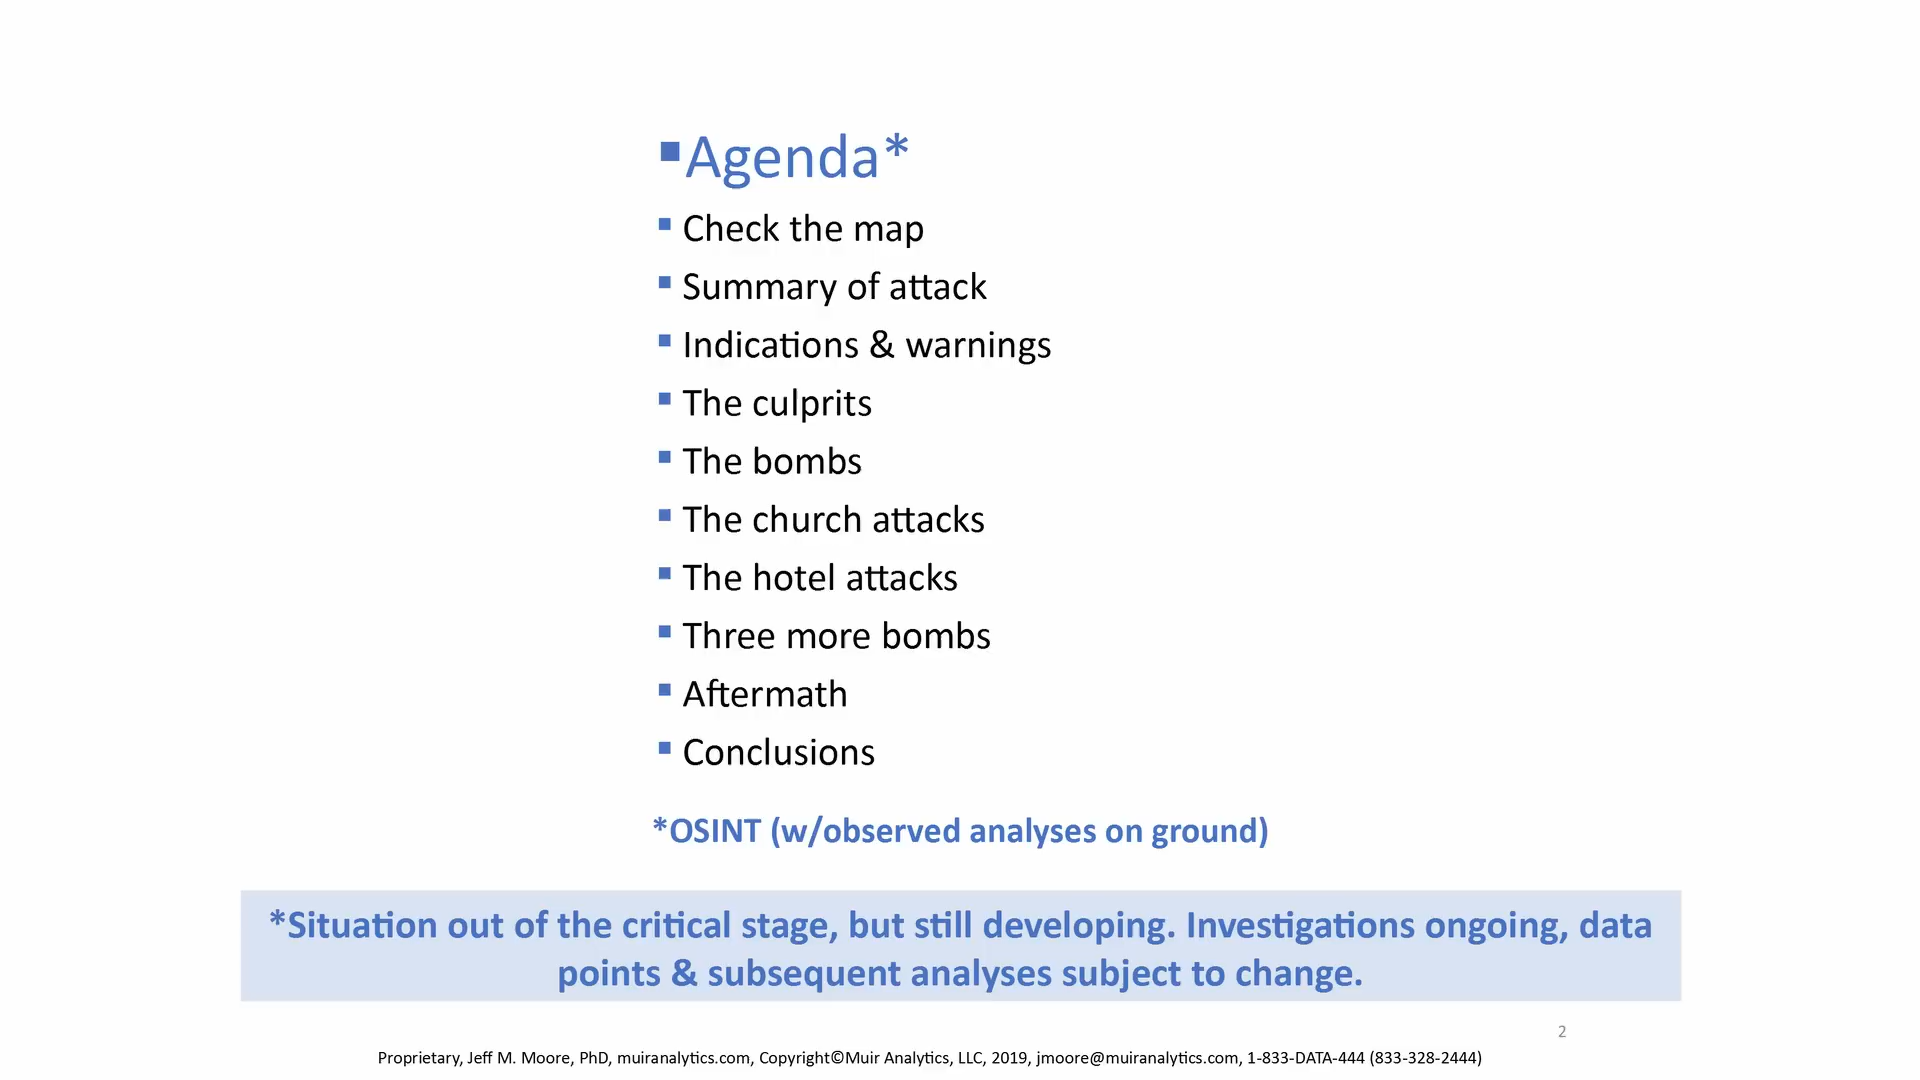 ▪Agenda*
▪ Check the map
▪ Summary of attack
▪ Indications & warnings
▪ The culprits
▪ The bombs
▪ The church attacks
▪ The hotel attacks
▪ Three more bombs
▪ Aftermath
▪ Conclusions
*OSINT (w/observed analyses on ground)
*Situation out of the critical stage, but still developing. Investigations ongoing, data
points & subsequent analyses subject to change.
2
Proprietary, Jeff M. Moore, PhD, muiranalytics.com, Copyright©Muir Analytics, LLC, 2019, jmoore@muiranalytics.com, 1-833-DATA-444 (833-328-2444)